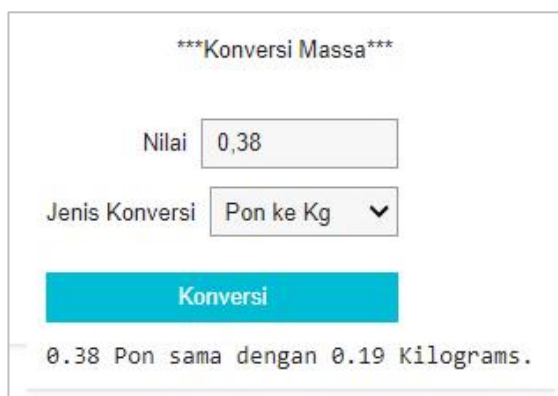 ***Konversi Massa***
Nilai 0,38
Jenis Konversi Pon ke Kg
Konversi
0.38 Pon sama dengan 0.19 Kilograms.